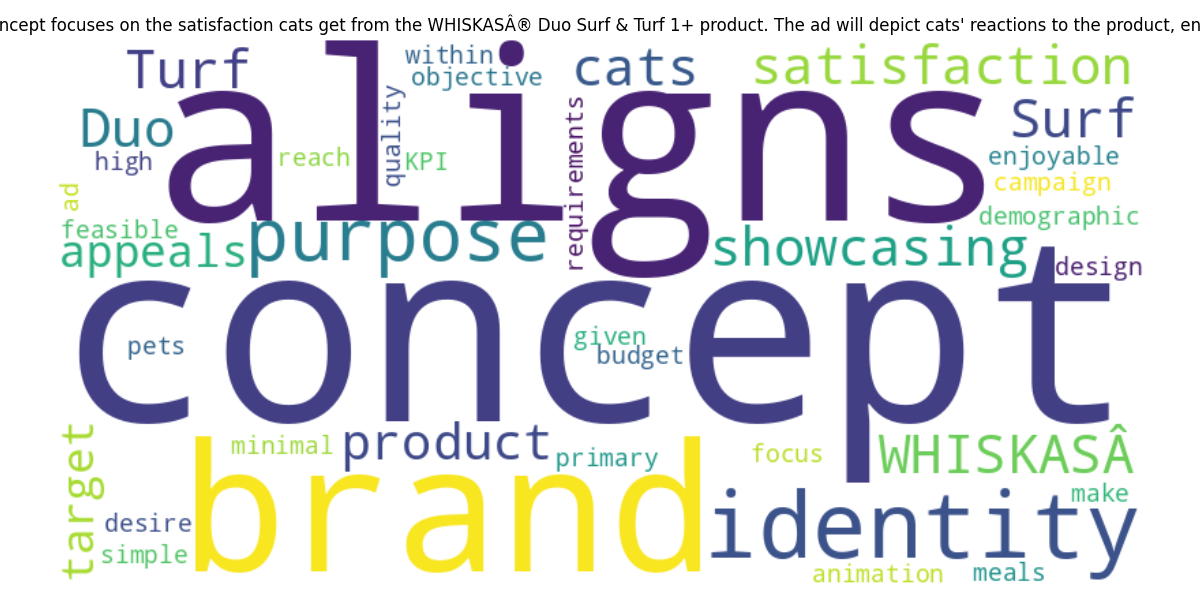 ncept focuses on the satisfaction cats get from the WHISKASÂ® Duo Surf & Turf 1+ product. The ad will depict cats' reactions to the product, en
within
Turf
cats
satisfaction
objective
aligns
quality
requirements
Surf
Duo
high
reach
KPI
enjoyable
campaign
ad
demographic
feasible
appeals
purpose
showcasing
design
concept
pets
given
budget
target
minimal
product
primary
focus
WHISKASÂ
brand
make
identity
desire
simple
animation
meals